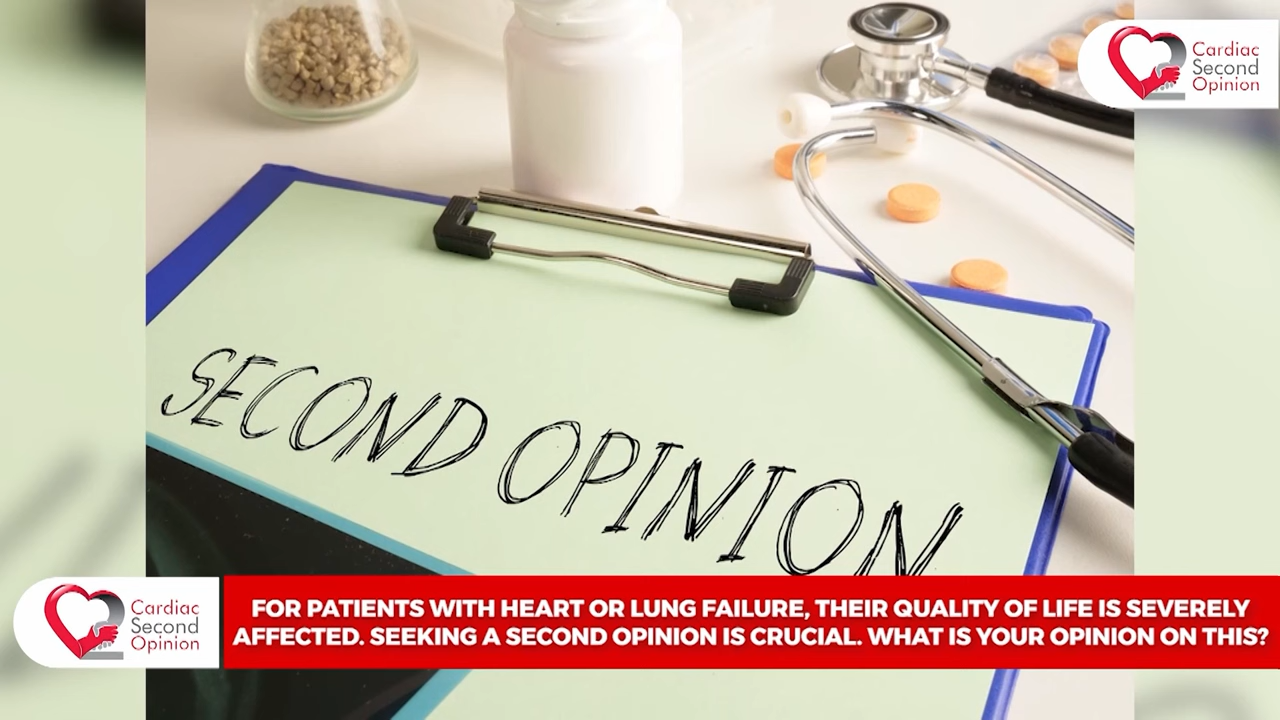 Cardiac
Second
Opinion
SECOND OPINION
Cardiac
Second
Opinion
FOR PATIENTS WITH HEART OR LUNG FAILURE, THEIR QUALITY OF LIFE IS SEVERELY
AFFECTED. SEEKING A SECOND OPINION IS CRUCIAL. WHAT IS YOUR OPINION ON THIS?